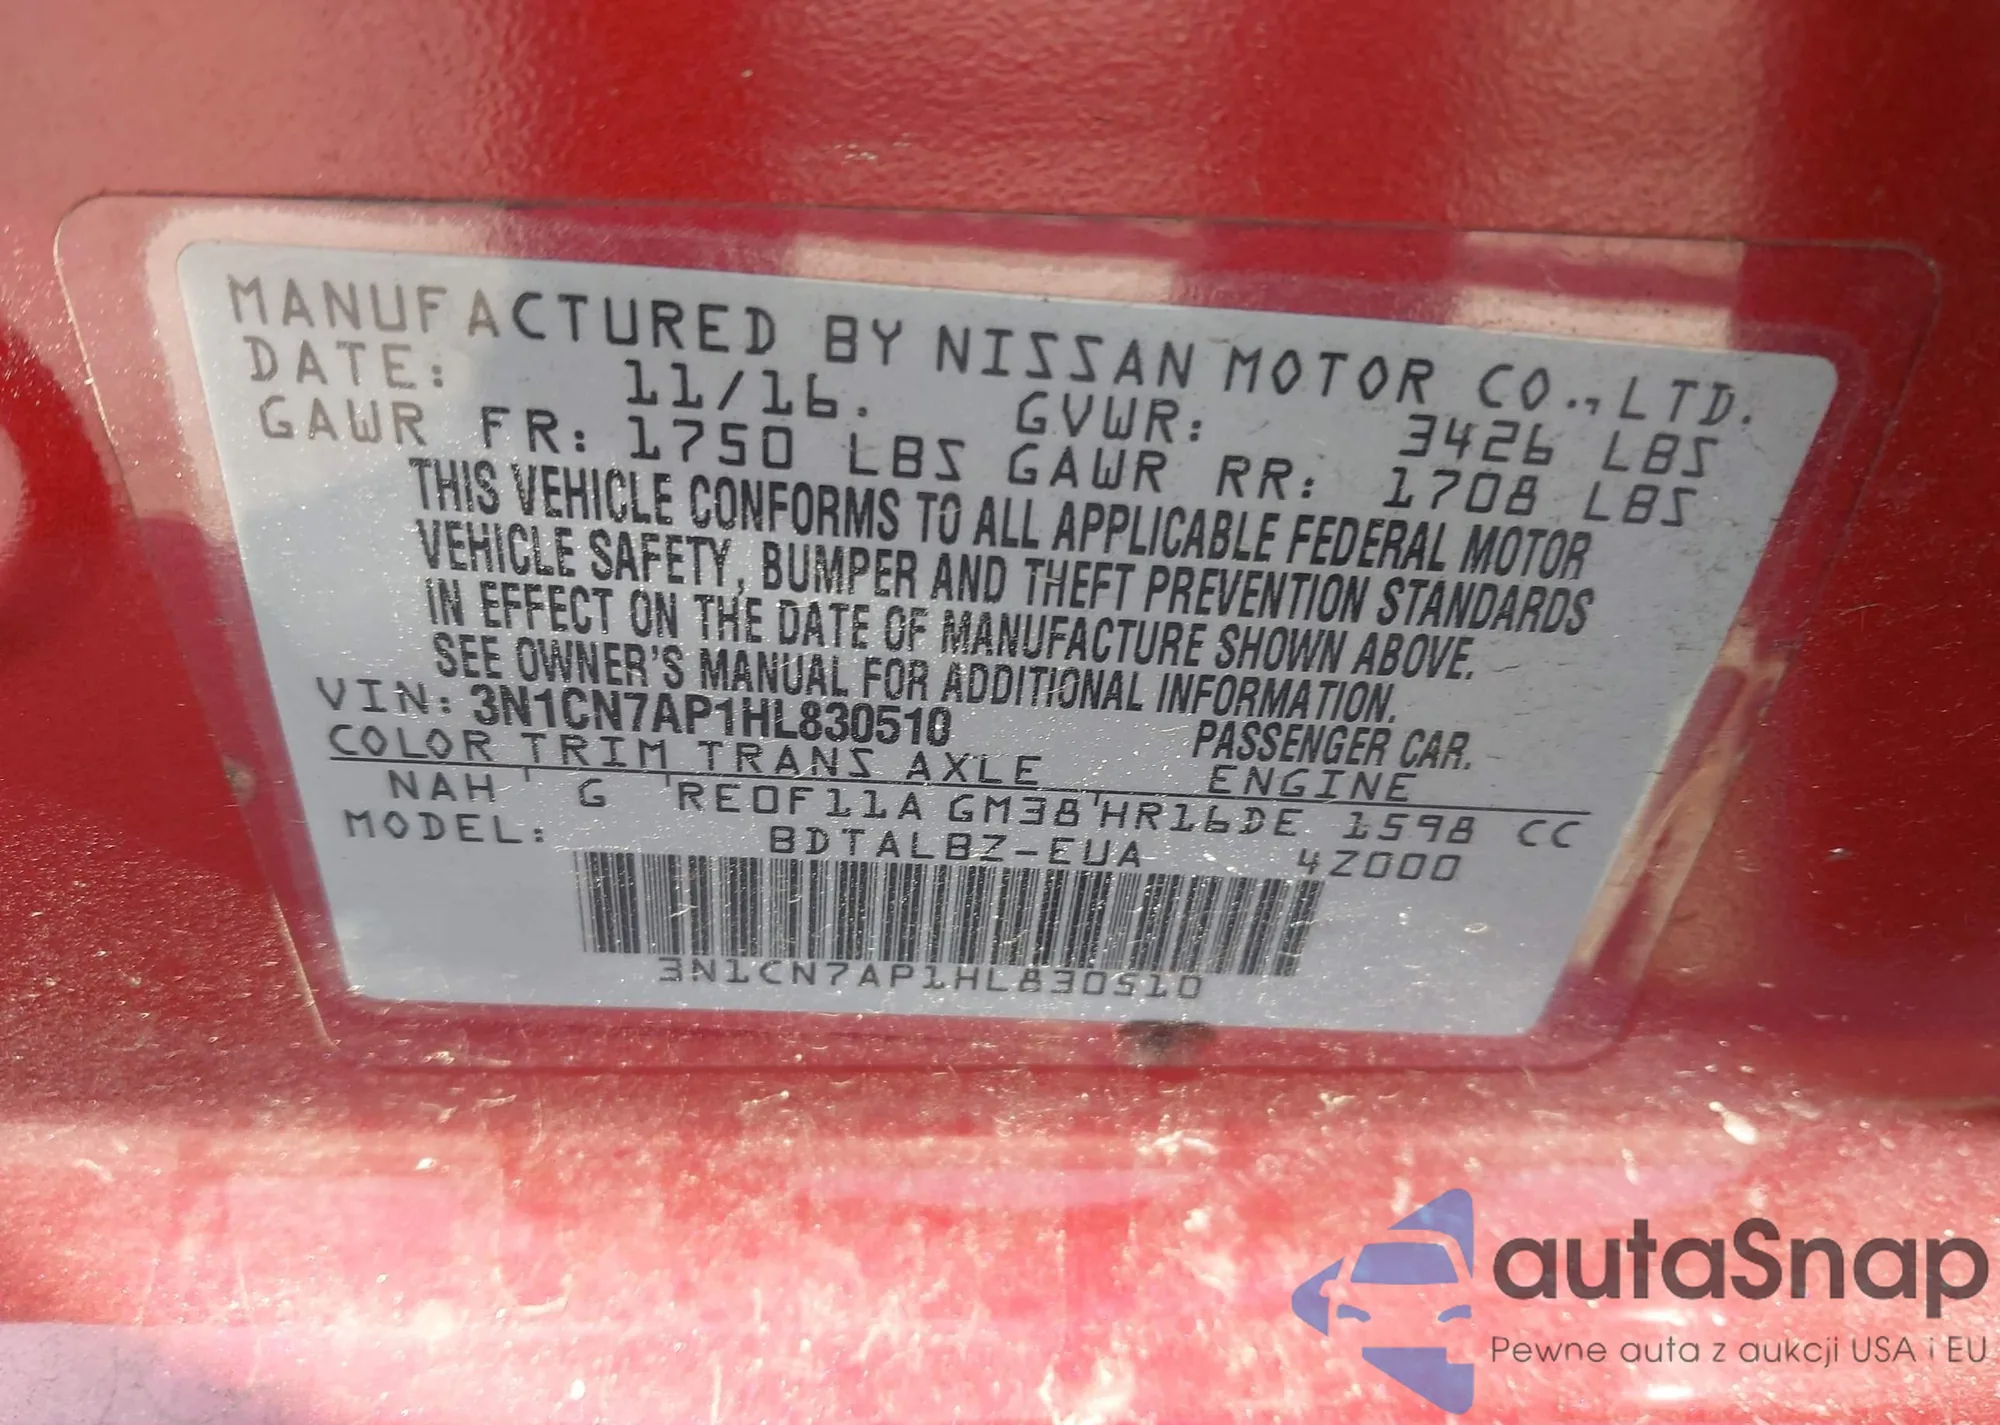 MANUFACTURED BY NISSAN MOTOR CO.,LTD.
DATE: 11/16. GVWR: 3426 LBS
GAWR FR: 1750 LBS GAWR RR: 1708 LBS
THIS VEHICLE CONFORMS TO ALL APPLICABLE FEDERAL MOTOR
VEHICLE SAFETY, BUMPER AND THEFT PREVENTION STANDARDS
IN EFFECT ON THE DATE OF MANUFACTURE SHOWN ABOVE.
SEE OWNER'S MANUAL FOR ADDITIONAL INFORMATION.
VIN: 3N1CN7AP1HL830510 PASSENGER CAR.
COLOR TRIM TRANS AXLE ENGINE
NAH G RE0F11A GM38 HR16DE 1598 CC
MODEL: BDTALBZ-EUA 4Z000
3N1CN7AP1HL830510
autaSnap
Pewne auta z aukcji USA i EU